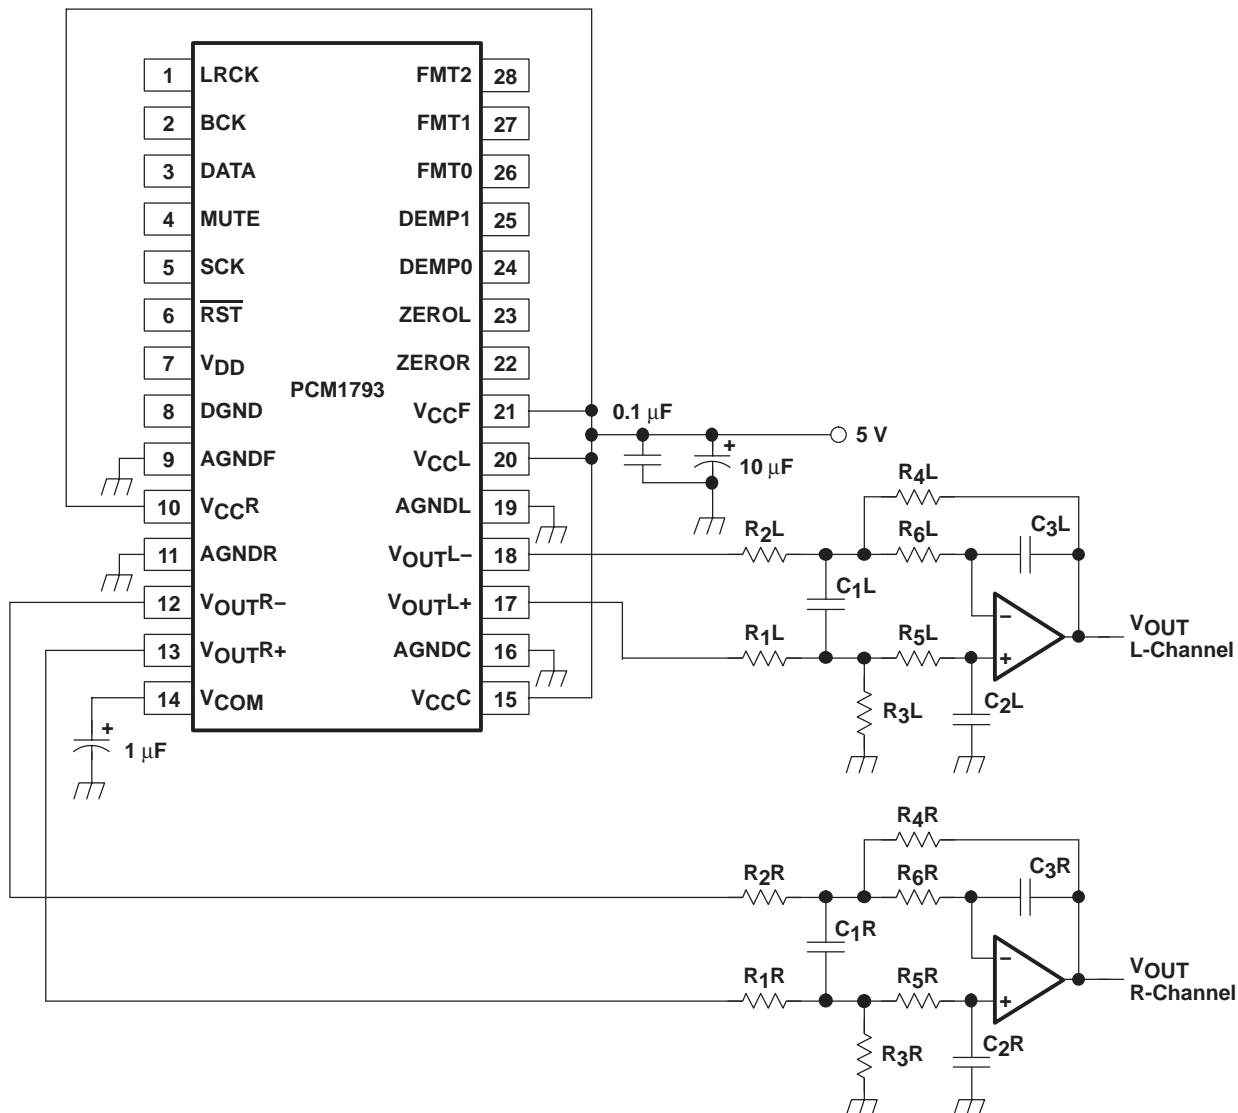 1 LRCK FMT2 28
2 BCK FMT1 27
3 DATA FMT0 26
4 MUTE DEMP1 25
5 SCK DEMP0 24
6 RST ZEROL 23
7 VDD ZEROR 22
PCM1793
8 DGND VCCF 21
0.1 μF
5 V
9 AGNDF VCCL 20
+
10 μF
10 VCCR AGNDL 19
11 AGNDR VOUTL− 18
12 VOUTR− VOUTL+ 17
13 VOUTR+ AGNDC 16
14 VCOM VCCC 15
+
1 μF
R4L
R2L R6L C3L
C1L
−
R1L R5L +
VOUT
L-Channel
R3L C2L
R4R
R2R R6R C3R
C1R
−
R1R R5R +
VOUT
R-Channel
R3R C2R